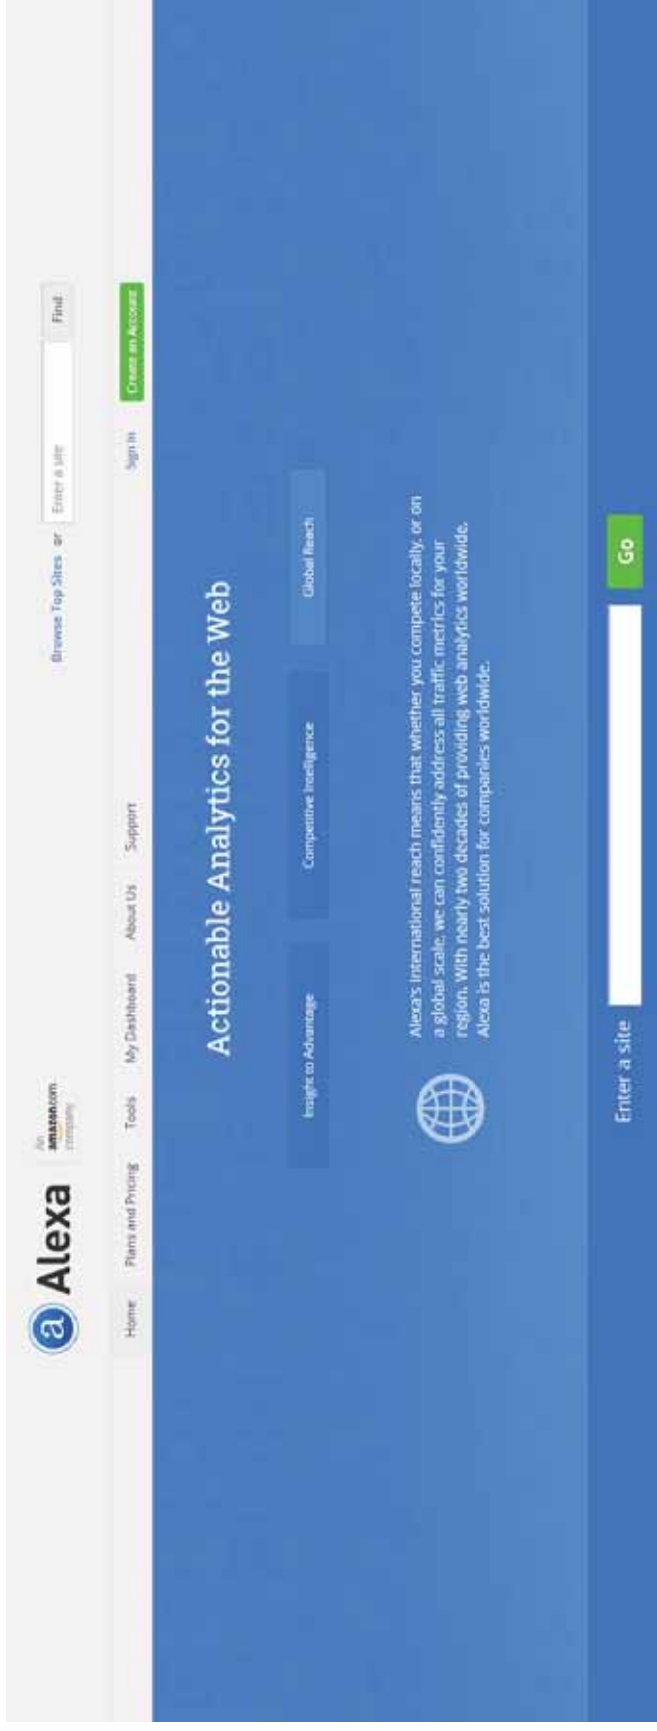 a Alexa
An
amazon.com
company
Browse Top Sites or Enter a site Find
Home Plans and Pricing Tools My Dashboard About Us Support Sign In Create an Account
Actionable Analytics for the Web
Insight to Advantage Competitive Intelligence Global Reach
Alexa's international reach means that whether you compete locally, or on
a global scale, we can confidently address all traffic metrics for your
region. With nearly two decades of providing web analytics worldwide,
Alexa is the best solution for companies worldwide.
Enter a site Go